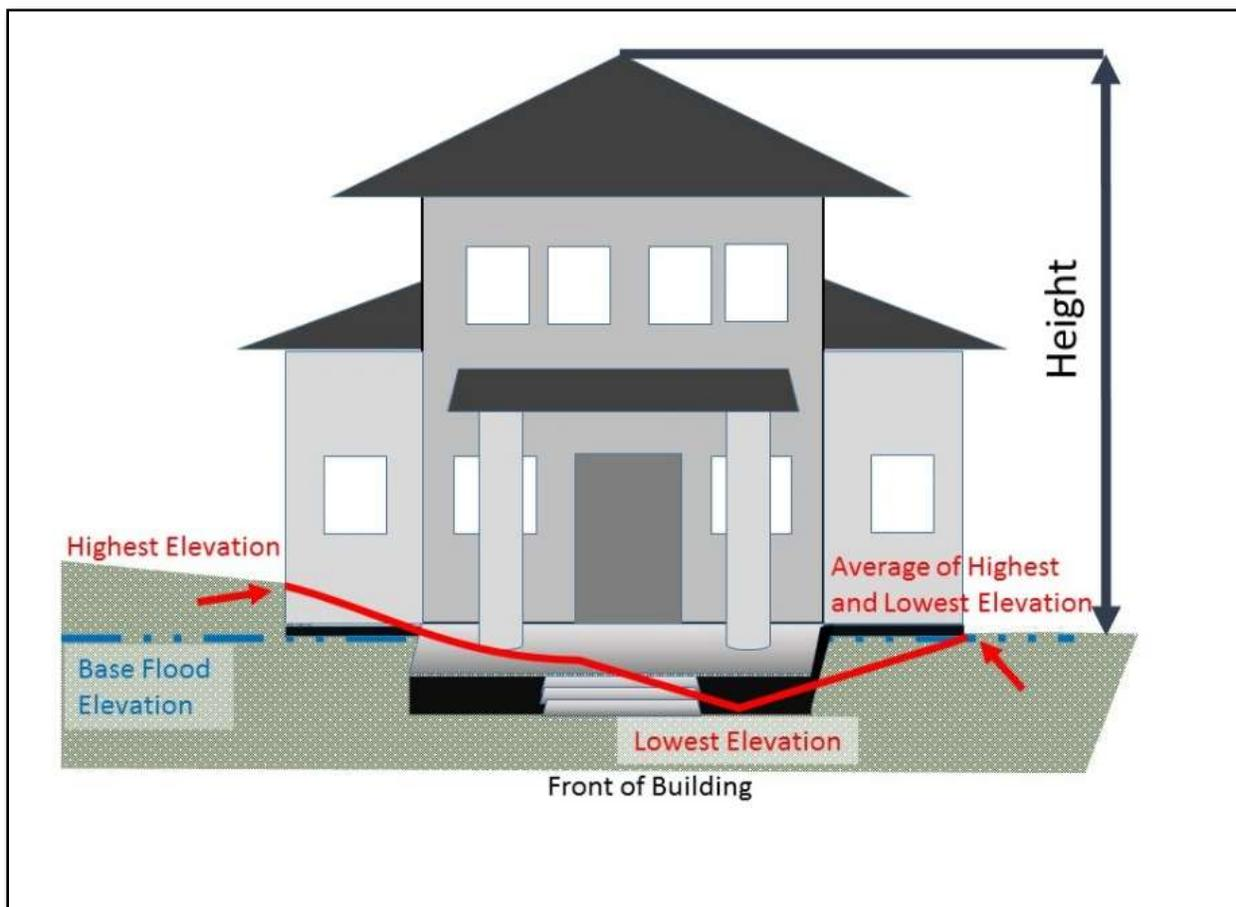 Height
Highest Elevation
Average of Highest
and Lowest Elevation
Base Flood
Elevation
Lowest Elevation
Front of Building